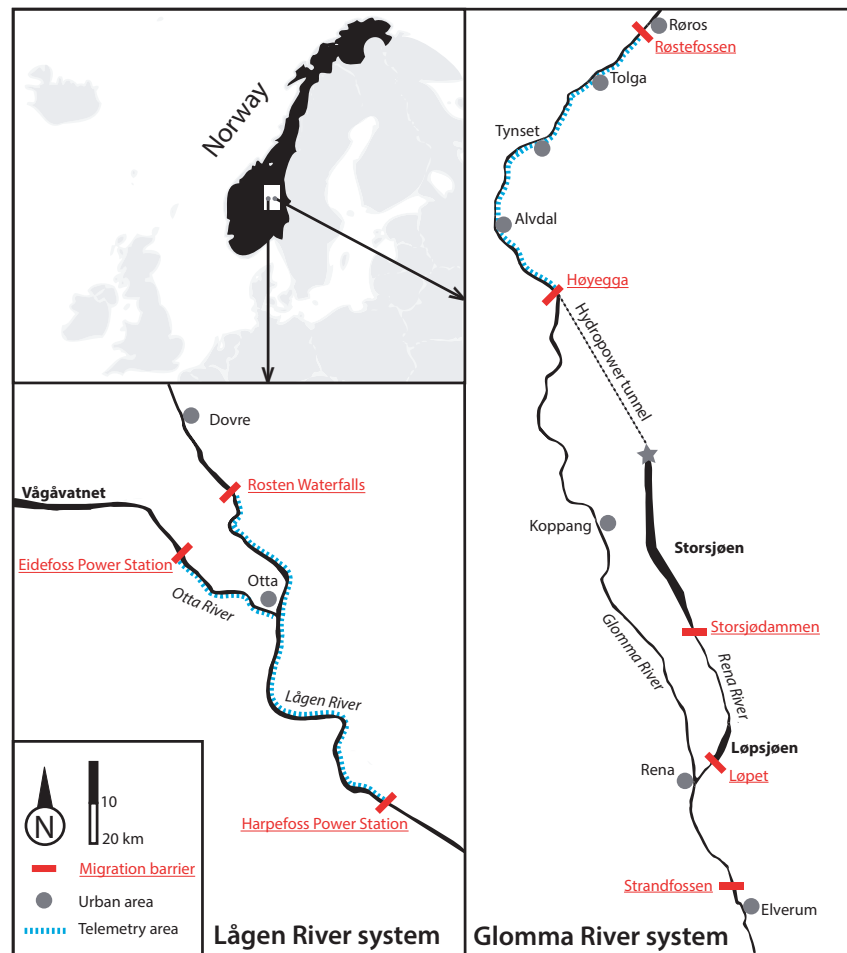 Norway
Dovre
Rosten Waterfalls
Vågåvatnet
Eidefoss Power Station
Otta
Otta River
Lågen River
Harpefoss Power Station
N
10
20 km
Migration barrier
Urban area
Telemetry area
Lågen River system
Røros
Røstefossen
Tolga
Tynset
Alvdal
Høyegga
Hydropower tunnel
Koppang
Storsjøen
Storsjødammen
Glomma River
Rena River
Løpsjøen
Rena
Løpet
Strandfossen
Elverum
Glomma River system